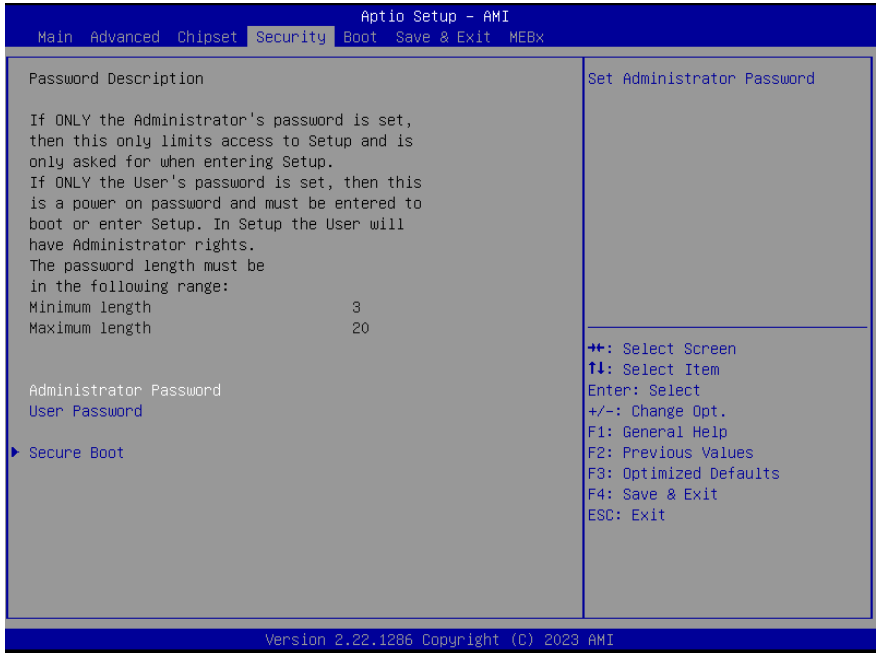 Aptio Setup - AMI
Main Advanced Chipset Security Boot Save & Exit MEBx
Password Description
If ONLY the Administrator's password is set,
then this only limits access to Setup and is
only asked for when entering Setup.
If ONLY the User's password is set, then this
is a power on password and must be entered to
boot or enter Setup. In Setup the User will
have Administrator rights.
The password length must be
in the following range:
Minimum length 3
Maximum length 20
Administrator Password
User Password
Secure Boot
Set Administrator Password
→←: Select Screen
↑↓: Select Item
Enter: Select
+/-: Change Opt.
F1: General Help
F2: Previous Values
F3: Optimized Defaults
F4: Save & Exit
ESC: Exit
Version 2.22.1286 Copyright (C) 2023 AMI